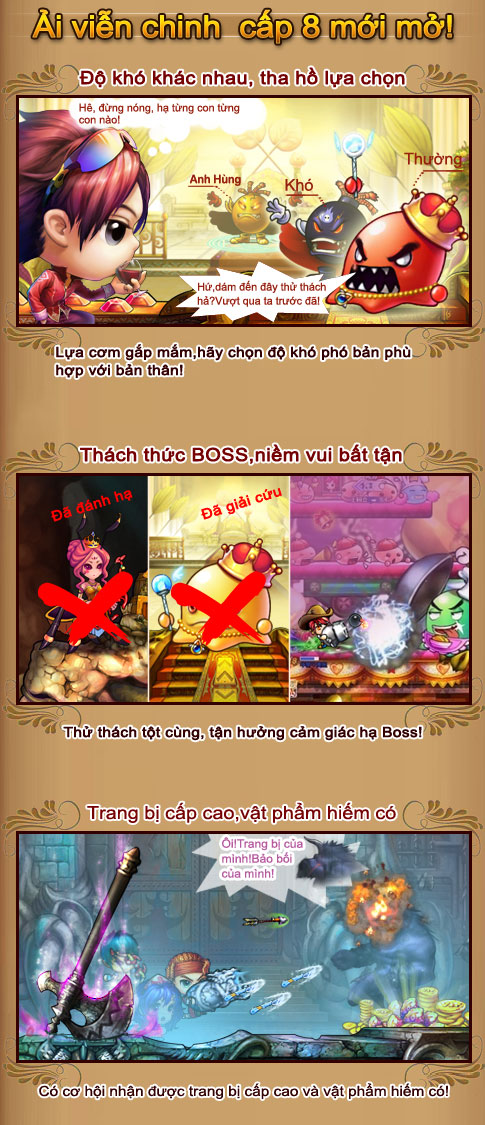 Ải viễn chinh cấp 8 mới mở!
Độ khó khác nhau, tha hồ lựa chọn
Hê, đừng nóng, hạ từng con từng
con nào!
Anh Hùng
Khó
Thường
Hứ,dám đến đây thử thách
hả?Vượt qua ta trước đã!
Lựa cơm gắp mắm,hãy chọn độ khó phó bản phù
hợp với bản thân!
Thách thức BOSS,niềm vui bất tận
Đã đánh hạ
Đã giải cứu
Thử thách tột cùng, tận hưởng cảm giác hạ Boss!
Trang bị cấp cao,vật phẩm hiếm có
Ôi!Trang bị của
mình!Bảo bối
của mình!
Có cơ hội nhận được trang bị cấp cao và vật phẩm hiếm có!